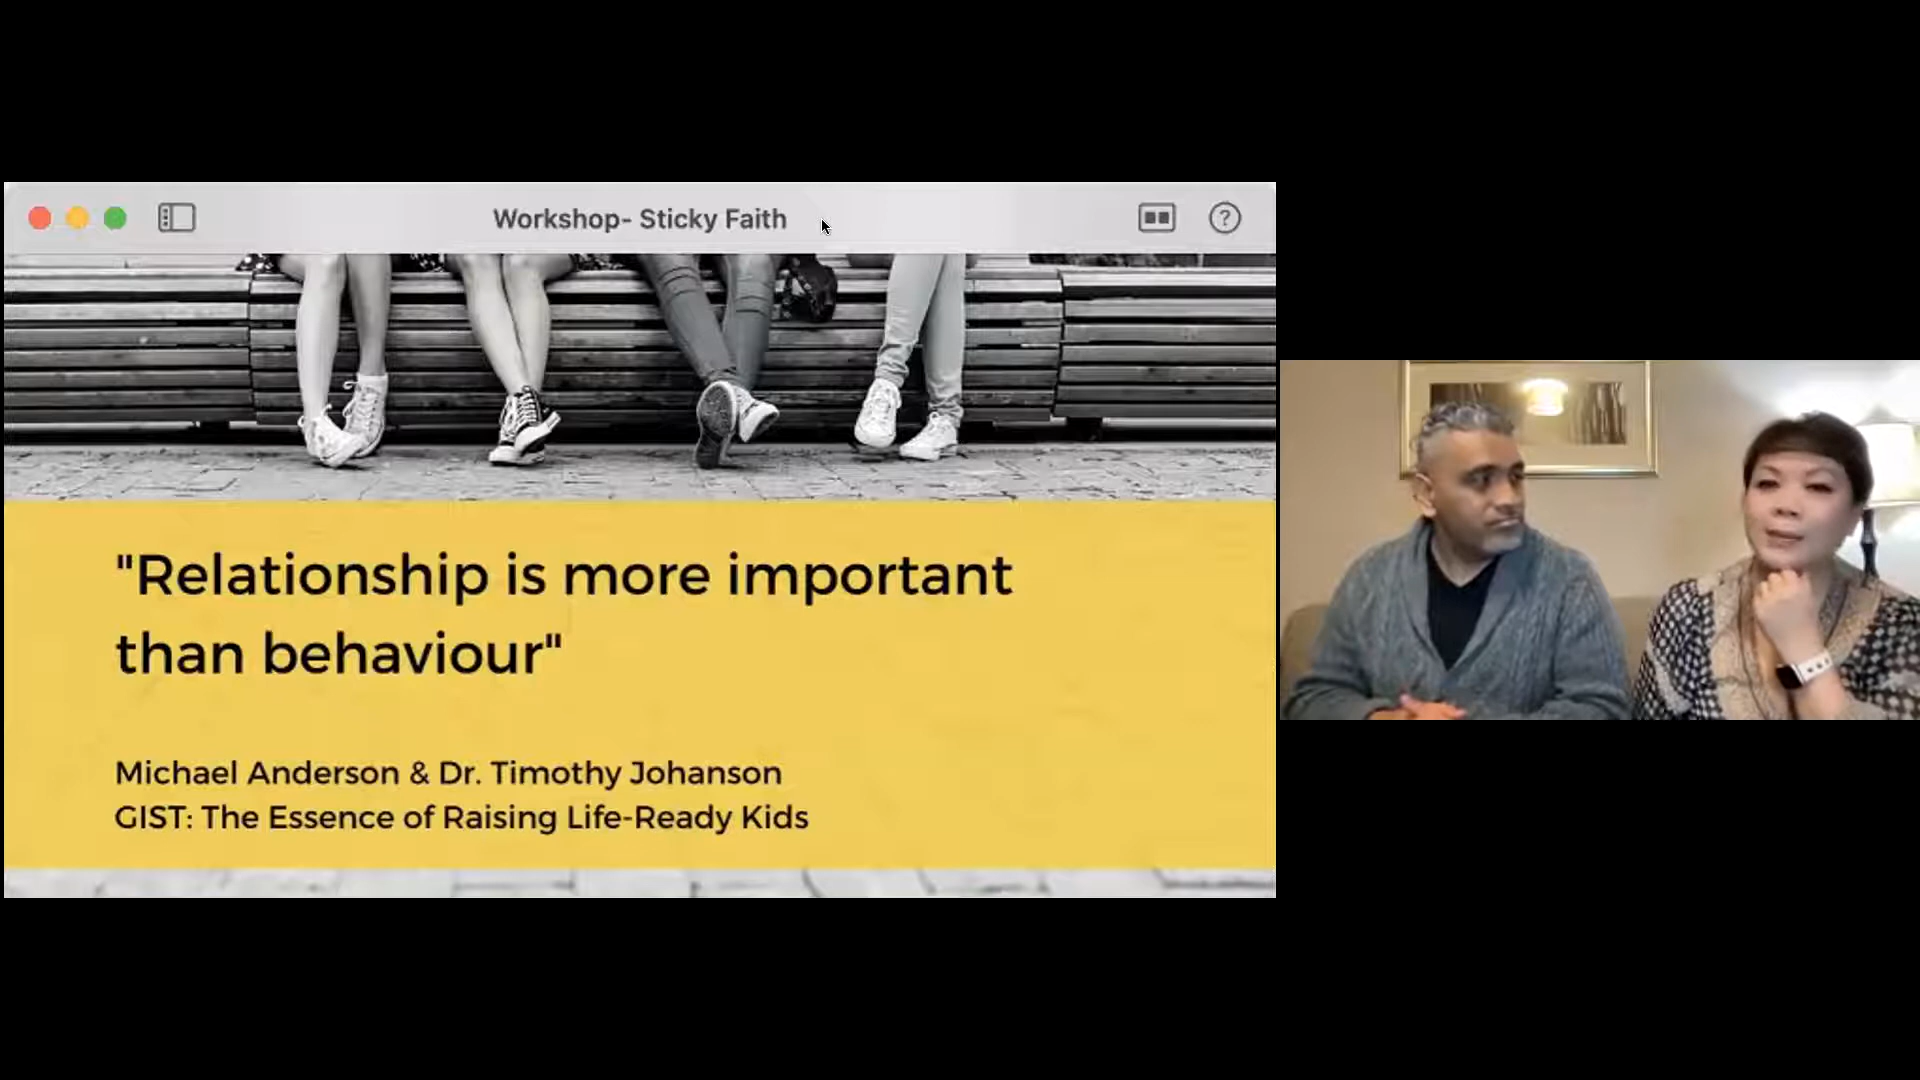 Workshop- Sticky Faith
?
"Relationship is more important
than behaviour"
Michael Anderson & Dr. Timothy Johanson
GIST: The Essence of Raising Life-Ready Kids